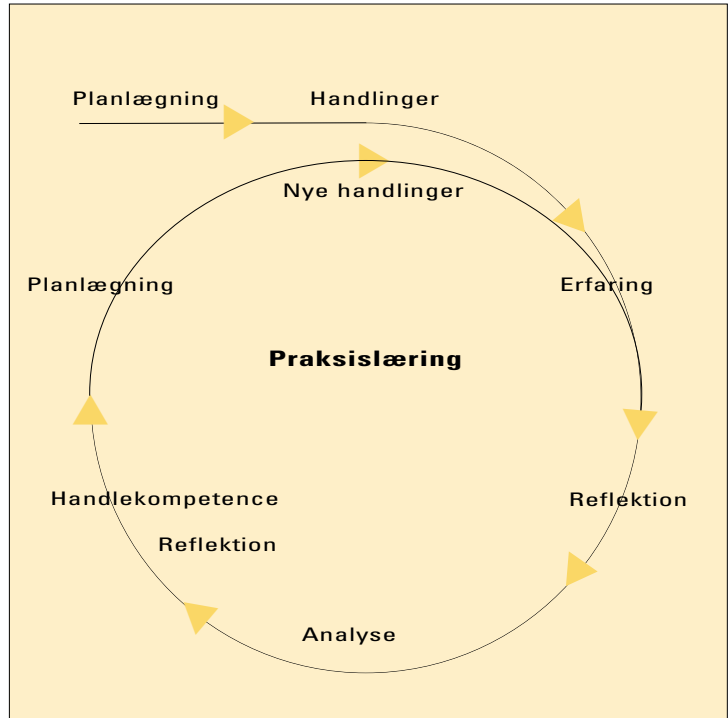 Planlægning Handlinger
Nye handlinger
Planlægning Erfaring
Praksislæring
Handlekompetence Reflektion
Reflektion
Analyse